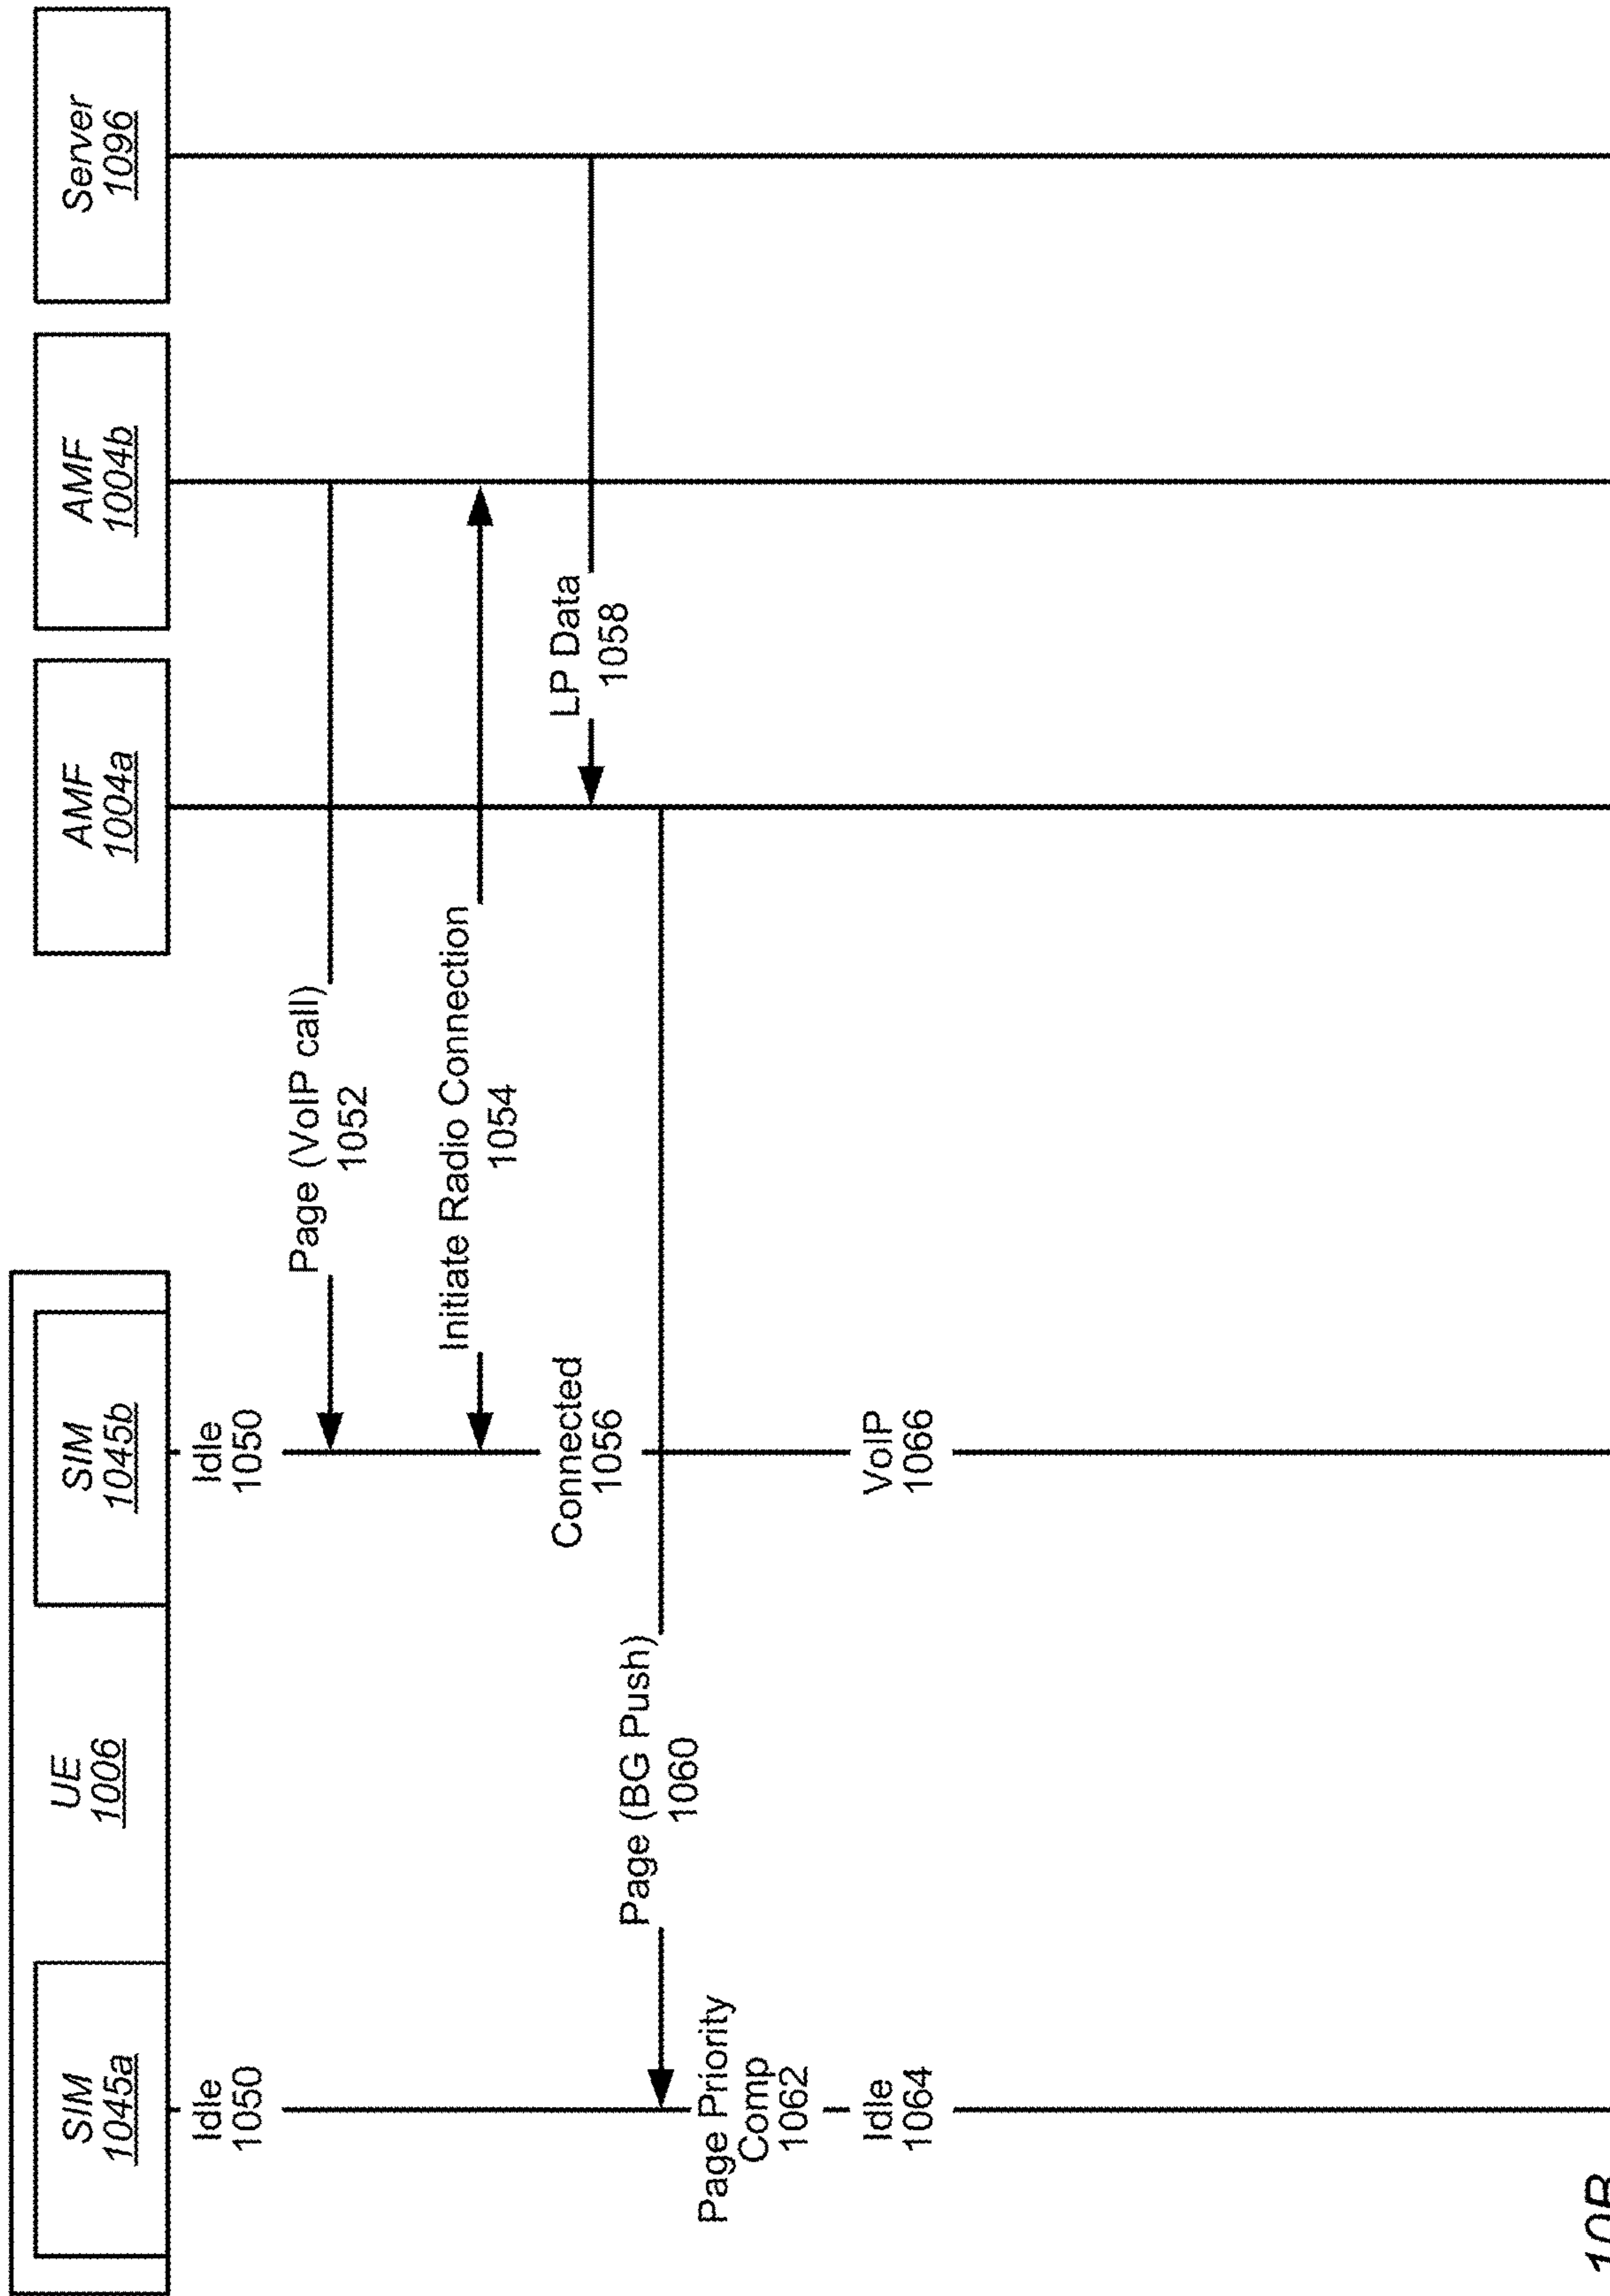 UE
1006
SIM
1045a
SIM
1045b
AMF
1004a
AMF
1004b
Server
1096
Idle
1050
Idle
1050
Page (VoIP call)
1052
Initiate Radio Connection
1054
Connected
1056
LP Data
1058
Page (BG Push)
1060
Page Priority
Comp
1062
Idle
1064
VoIP
1066
10B